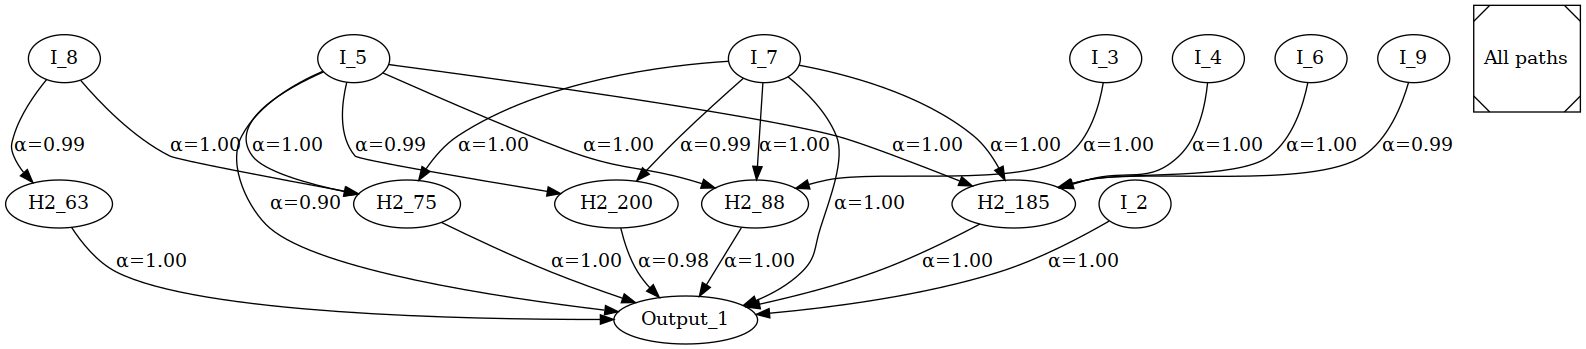 I_8
I_5
I_7
I_3
I_4
I_6
I_9
All paths
α=0.99
α=1.00
α=1.00
α=0.99
α=1.00
α=1.00
α=0.99
α=1.00
α=1.00
α=1.00
α=1.00
α=1.00
α=1.00
α=0.99
H2_63
α=0.90
H2_75
H2_200
H2_88
α=1.00
H2_185
I_2
α=1.00
α=1.00
α=0.98
α=1.00
α=1.00
α=1.00
Output_1